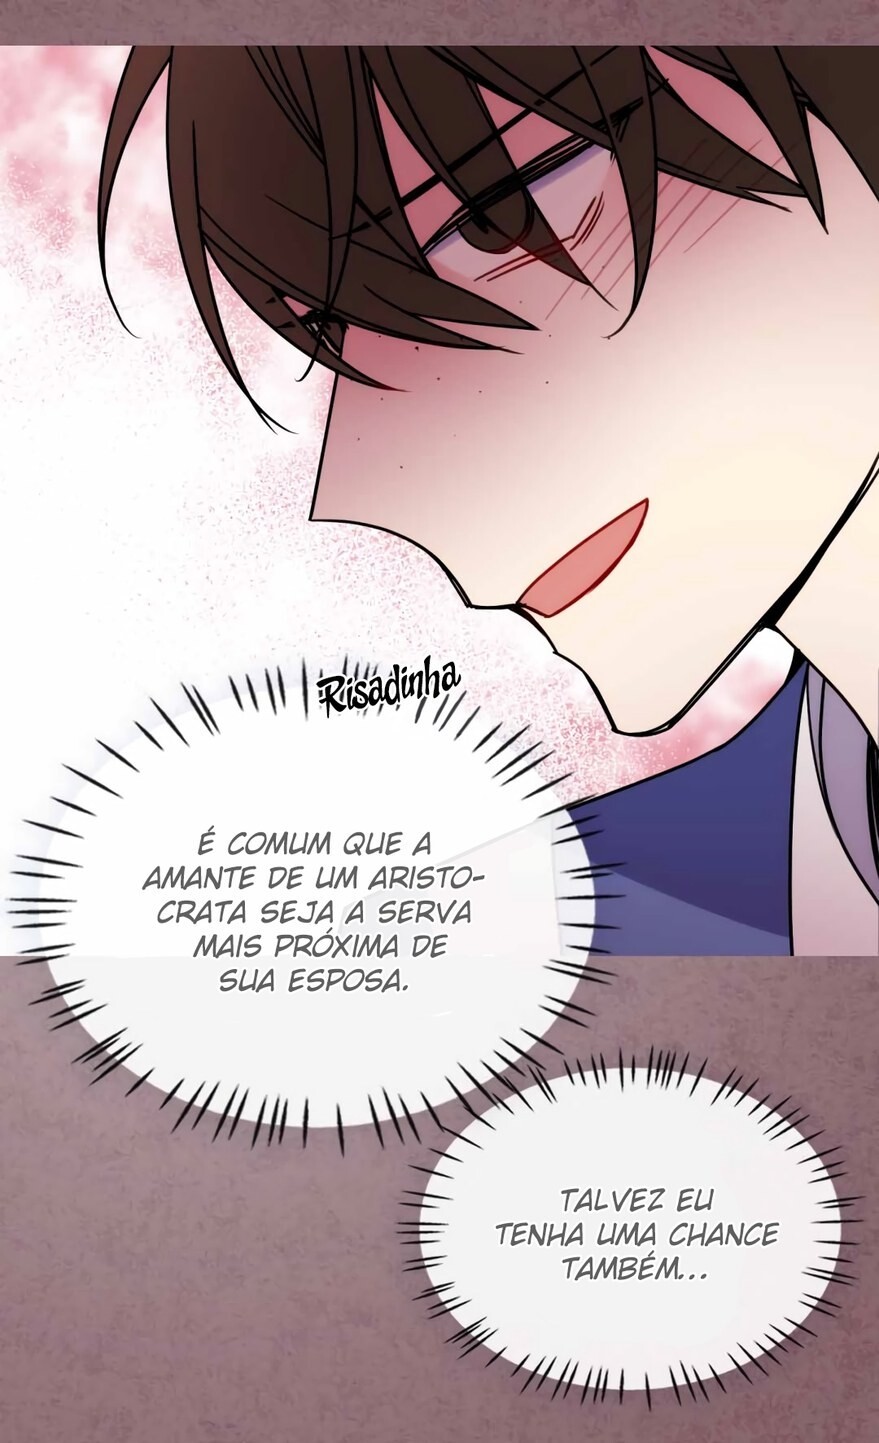 Risadinha
É COMUM QUE A
AMANTE DE UM ARISTO-
CRATA SEJA A SERVA
MAIS PRÓXIMA DE
SUA ESPOSA.
TALVEZ EU
TENHA UMA CHANCE
TAMBÉM...